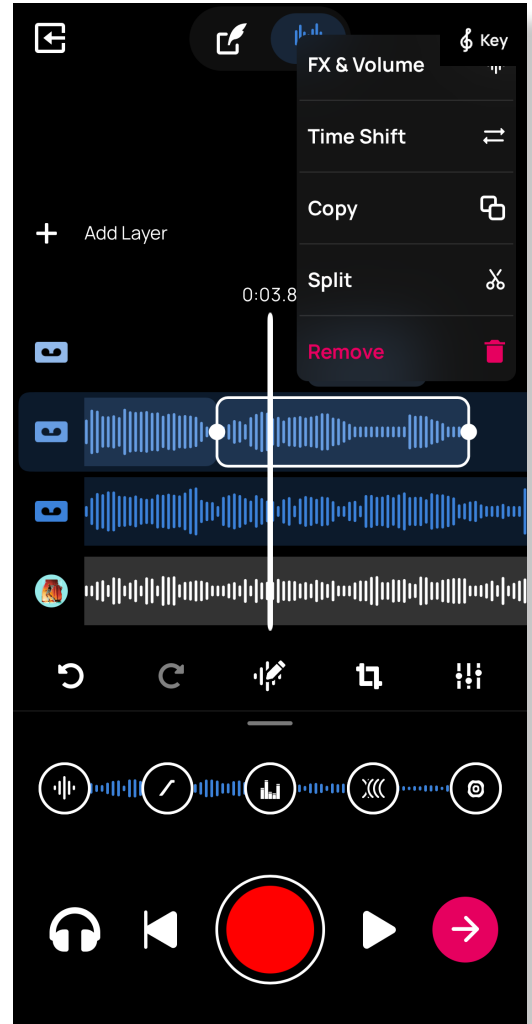 Key
FX & Volume
Time Shift
Copy
Add Layer
Split
0:03.8
Remove